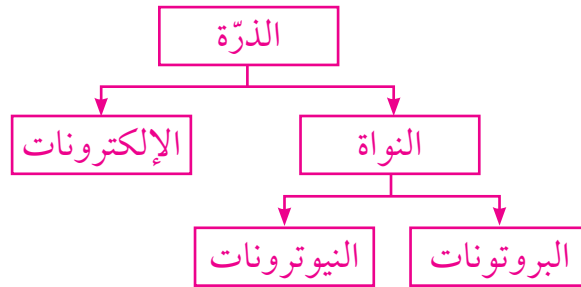 الذرّة
النواة
الإلكترونات
البروتونات
النيوترونات